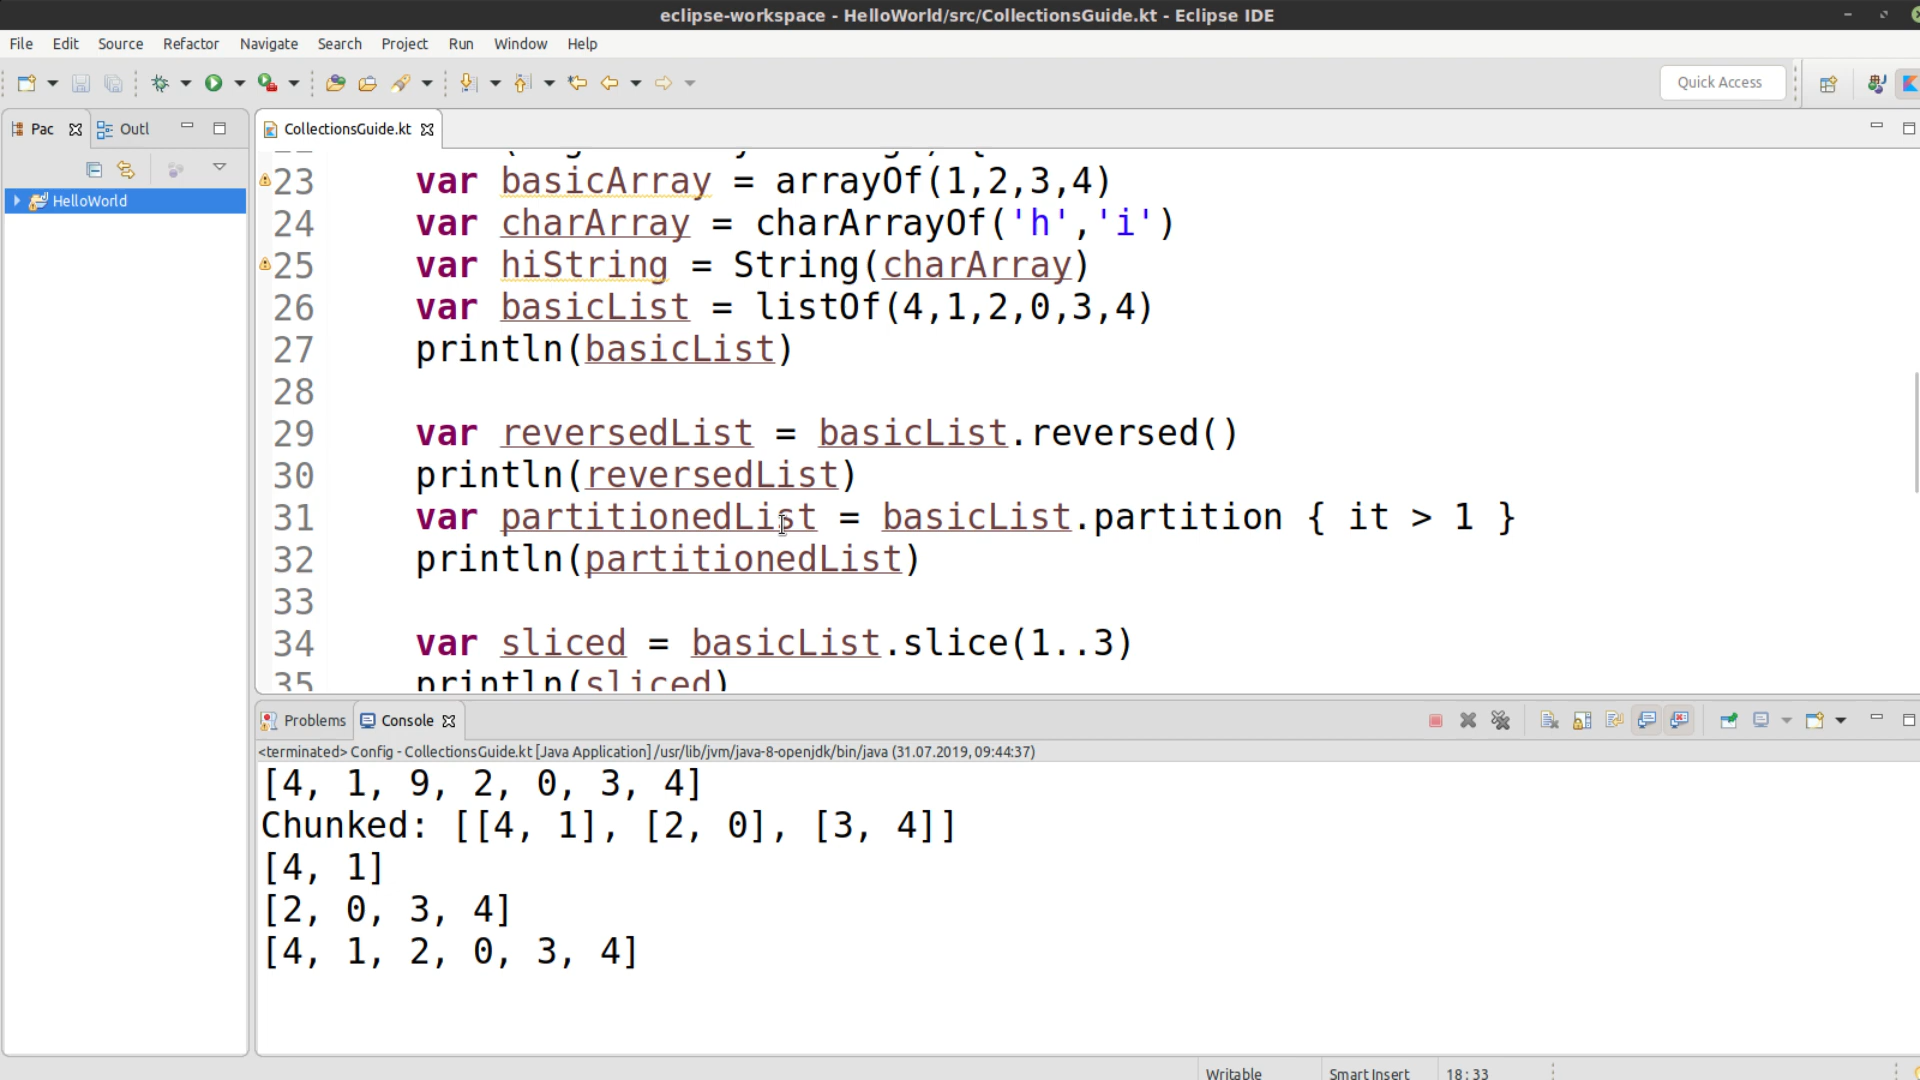 eclipse-workspace - HelloWorld/src/CollectionsGuide.kt - Eclipse IDE
File Edit Source Refactor Navigate Search Project Run Window Help
Quick Access
Pac Outl CollectionsGuide.kt
HelloWorld
23 var basicArray = arrayOf(1,2,3,4)
24 var charArray = charArrayOf('h','i')
25 var hiString = String(charArray)
26 var basicList = listOf(4,1,2,0,3,4)
27 println(basicList)
28
29 var reversedList = basicList.reversed()
30 println(reversedList)
31 var partitionedList = basicList.partition { it > 1 }
32 println(partitionedList)
33
34 var sliced = basicList.slice(1..3)
35 println(sliced)
Problems Console
<terminated> Config - CollectionsGuide.kt [Java Application] /usr/lib/jvm/java-8-openjdk/bin/java (31.07.2019, 09:44:37)
[4, 1, 9, 2, 0, 3, 4]
Chunked: [[4, 1], [2, 0], [3, 4]]
[4, 1]
[2, 0, 3, 4]
[4, 1, 2, 0, 3, 4]
Writable Smart Insert 18:33